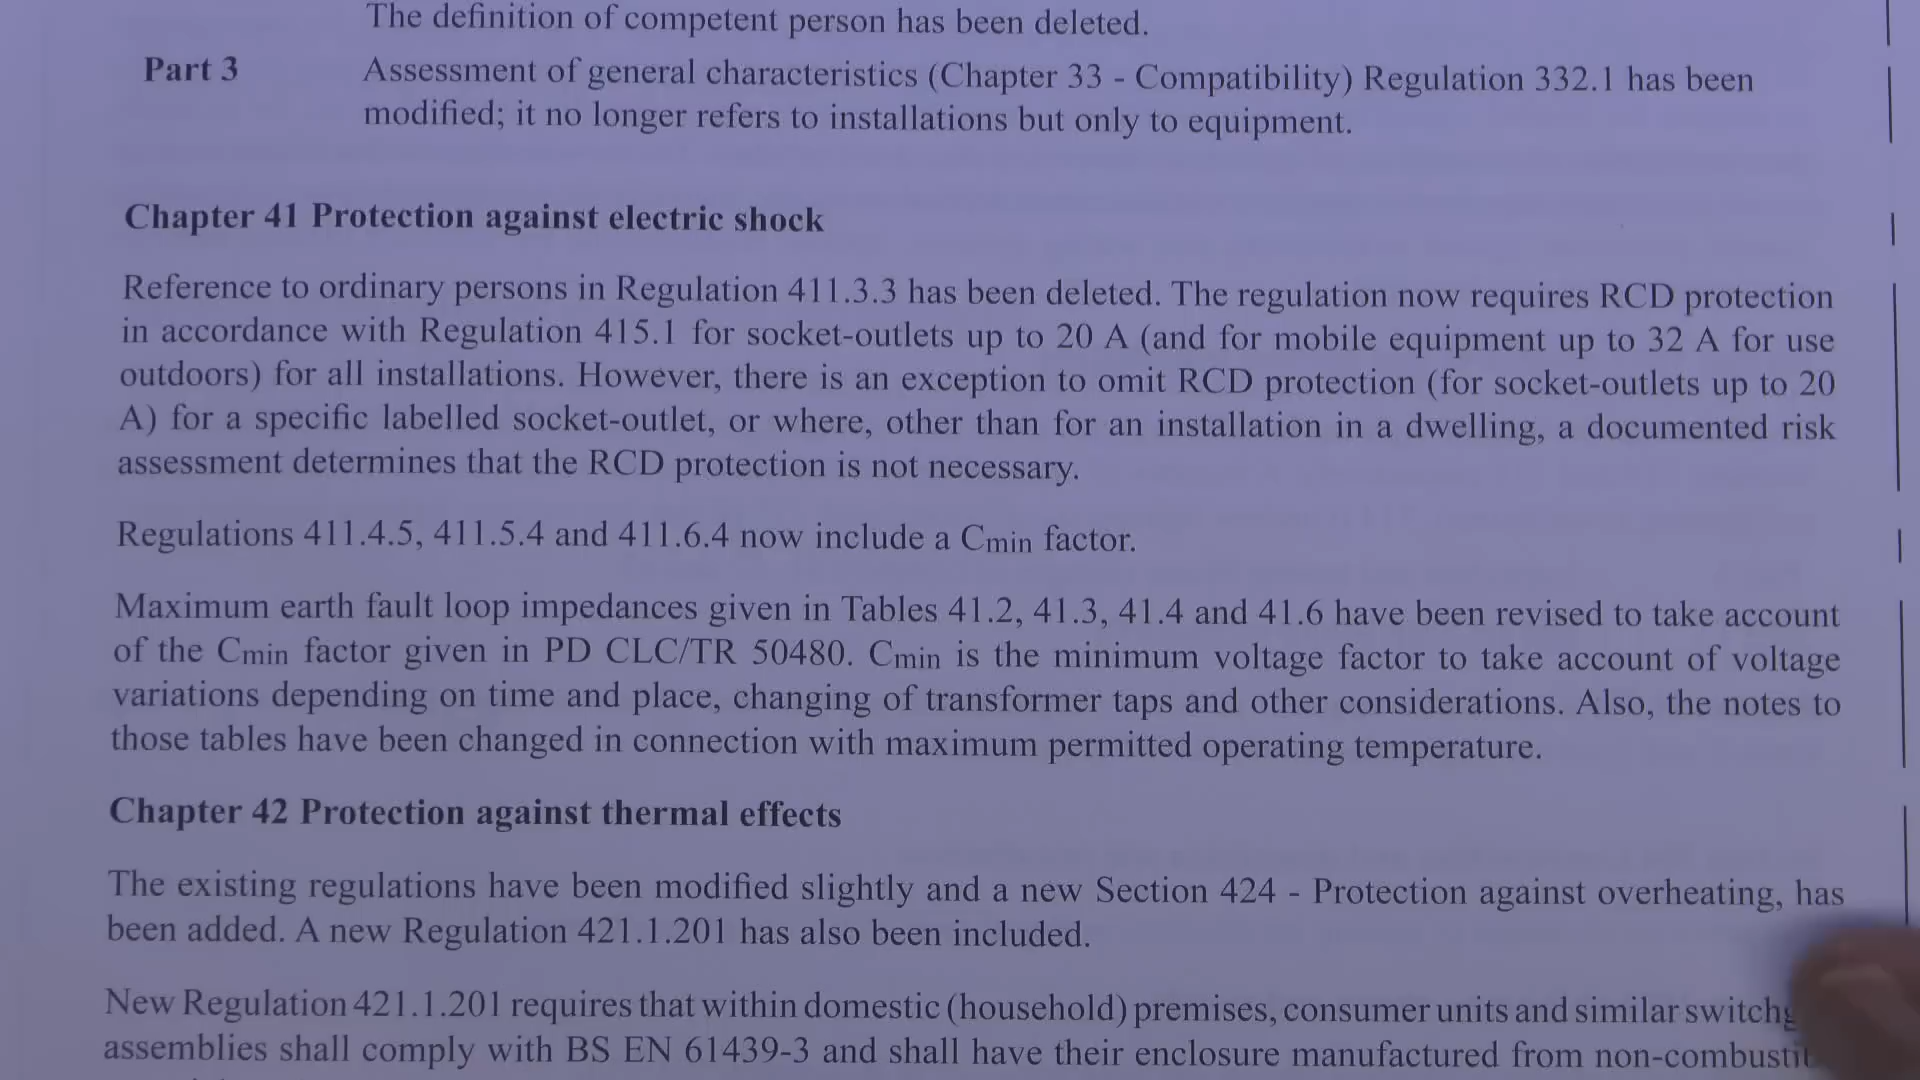 The definition of competent person has been deleted.
Part 3 Assessment of general characteristics (Chapter 33 - Compatibility) Regulation 332.1 has been
modified; it no longer refers to installations but only to equipment.
Chapter 41 Protection against electric shock
Reference to ordinary persons in Regulation 411.3.3 has been deleted. The regulation now requires RCD protection
in accordance with Regulation 415.1 for socket-outlets up to 20 A (and for mobile equipment up to 32 A for use
outdoors) for all installations. However, there is an exception to omit RCD protection (for socket-outlets up to 20
A) for a specific labelled socket-outlet, or where, other than for an installation in a dwelling, a documented risk
assessment determines that the RCD protection is not necessary.
Regulations 411.4.5, 411.5.4 and 411.6.4 now include a Cmin factor.
Maximum earth fault loop impedances given in Tables 41.2, 41.3, 41.4 and 41.6 have been revised to take account
of the Cmin factor given in PD CLC/TR 50480. Cmin is the minimum voltage factor to take account of voltage
variations depending on time and place, changing of transformer taps and other considerations. Also, the notes to
those tables have been changed in connection with maximum permitted operating temperature.
Chapter 42 Protection against thermal effects
The existing regulations have been modified slightly and a new Section 424 - Protection against overheating, has
been added. A new Regulation 421.1.201 has also been included.
New Regulation 421.1.201 requires that within domestic (household) premises, consumer units and similar
assemblies shall comply with BS EN 61439-3 and shall have their enclosure manufactured from